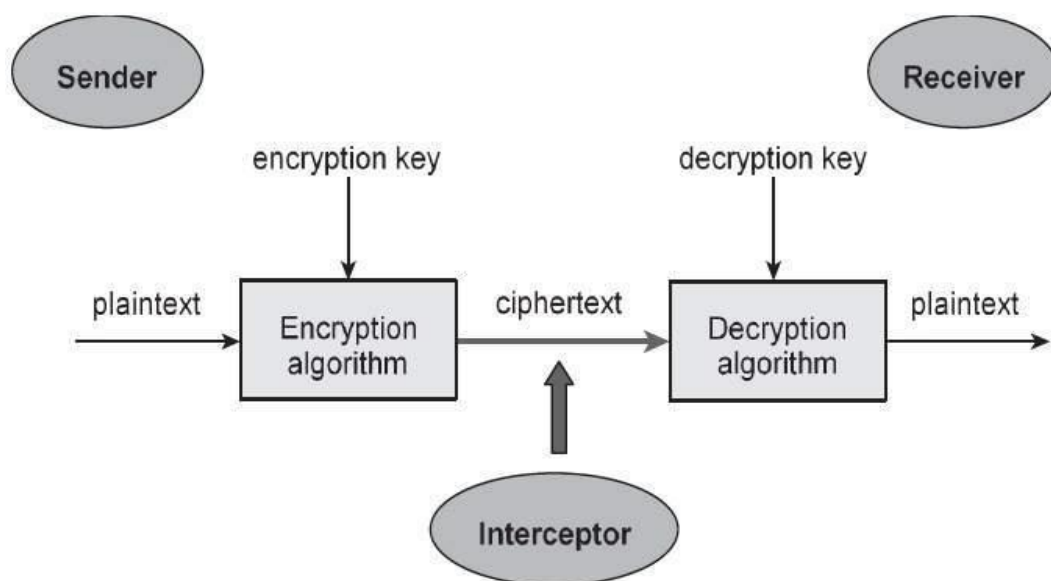 Sender
Receiver
encryption key
decryption key
plaintext
ciphertext
plaintext
Encryption
algorithm
Decryption
algorithm
Interceptor